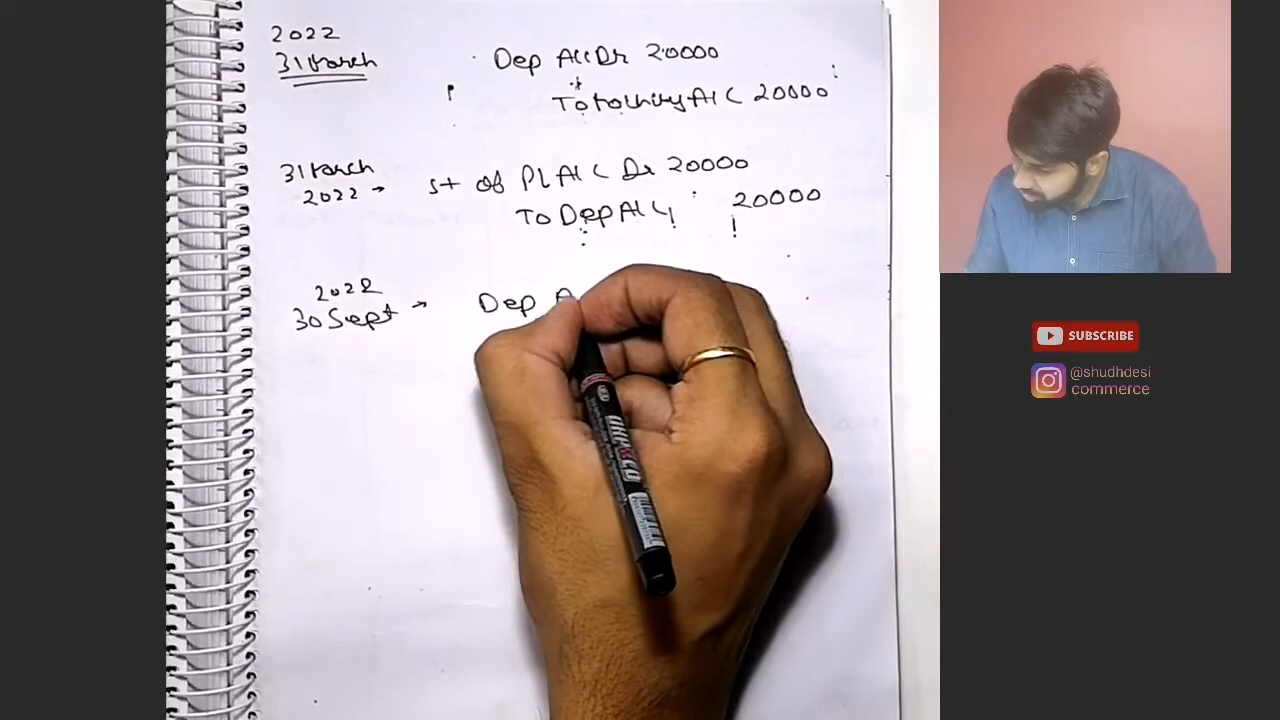 2022
31 March
Dep A/c Dr 20000
To Machinery A/C 20000
31 March
2022 →
st of PL A/C Dr 20000
To Dep A/C 20000
2022
30 Sept →
Dep A
SUBSCRIBE
@shudhdesi
commerce